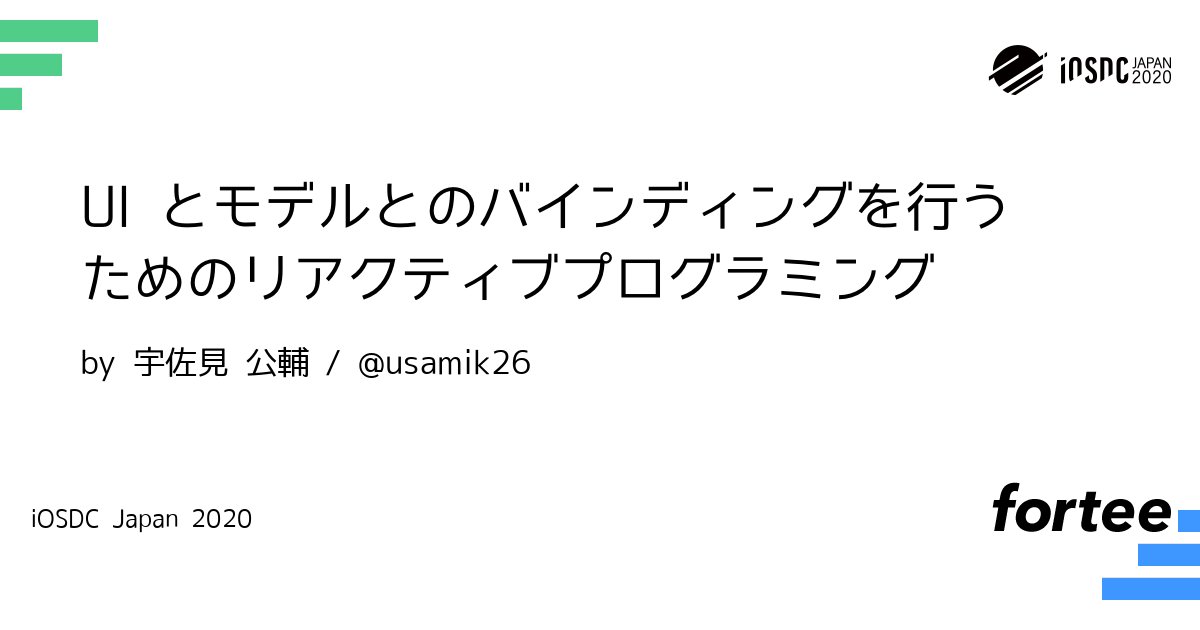 iOSDC JAPAN 2020
UI とモデルとのバインディングを行う
ためのリアクティブプログラミング
by 宇佐見 公輔 / @usamik26
iOSDC Japan 2020
fortee